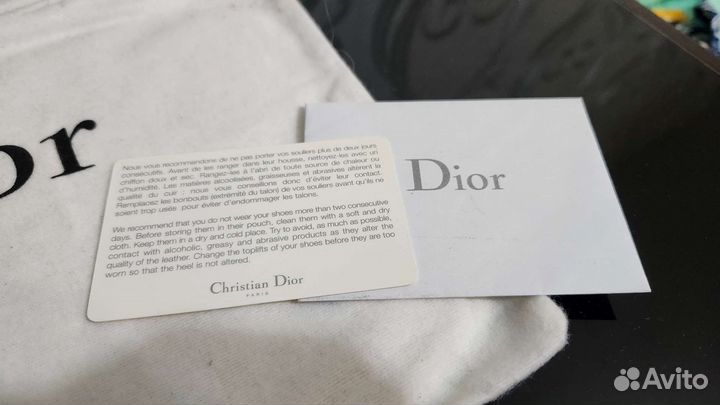 or
Nous vous recommendons de ne pas porter vos souliers plus de deux jours
consécutifs. Avant de les ranger dans leur housse, nettoyez-les avec un
chiffon doux et sec. Rangez-les à l'abri de toute source de chaleur ou
d'humidité. Les matières alcoolisées, graisseuses et abrasives altèrent la
qualité du cuir : nous vous conseillons donc d'éviter leur contact.
Remplacez les bonbouts (extrémité du talon) de vos souliers avant qu'ils ne
soient trop usés pour éviter d'endommager les talons.
We recommend that you do not wear your shoes more than two consecutive
days. Before storing them in their pouch, clean them with a soft and dry
cloth. Keep them in a dry and cold place. Try to avoid, as much as possible,
contact with alcoholic, greasy and abrasive products as they alter the
quality of the leather. Change the toplifts of your shoes before they are too
worn so that the heel is not altered.
Christian Dior
PARIS
Dior
Avito